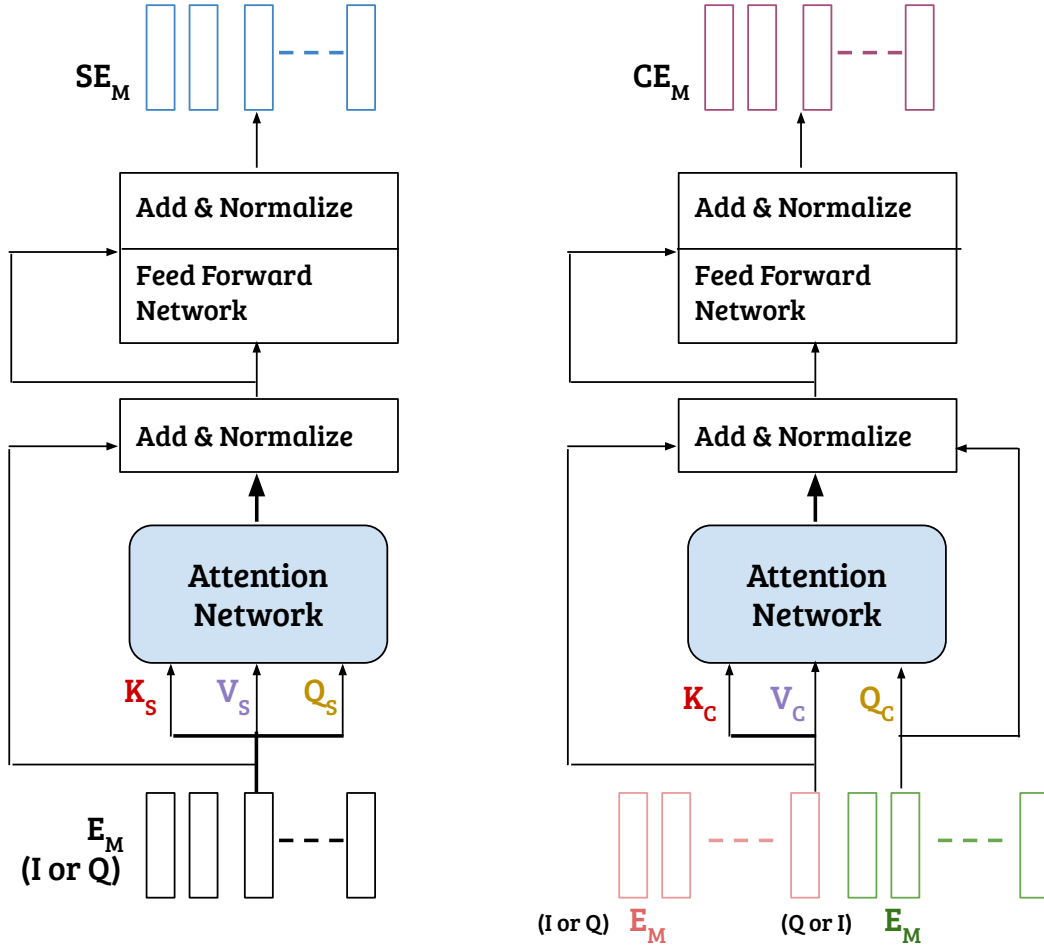 SE_M
Add & Normalize
Feed Forward
Network
Add & Normalize
Attention
Network
K_S
V_S
Q_S
E_M
(I or Q)
CE_M
Add & Normalize
Feed Forward
Network
Add & Normalize
Attention
Network
K_C
V_C
Q_C
(I or Q) E_M
(Q or I) E_M